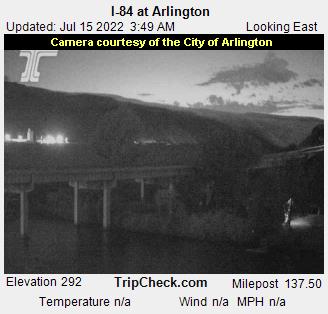 I-84 at Arlington
Updated: Jul 15 2022 3:49 AM Looking East
Camera courtesy of the City of Arlington
Elevation 292 TripCheck.com Milepost 137.50
Temperature n/a Wind n/a MPH n/a